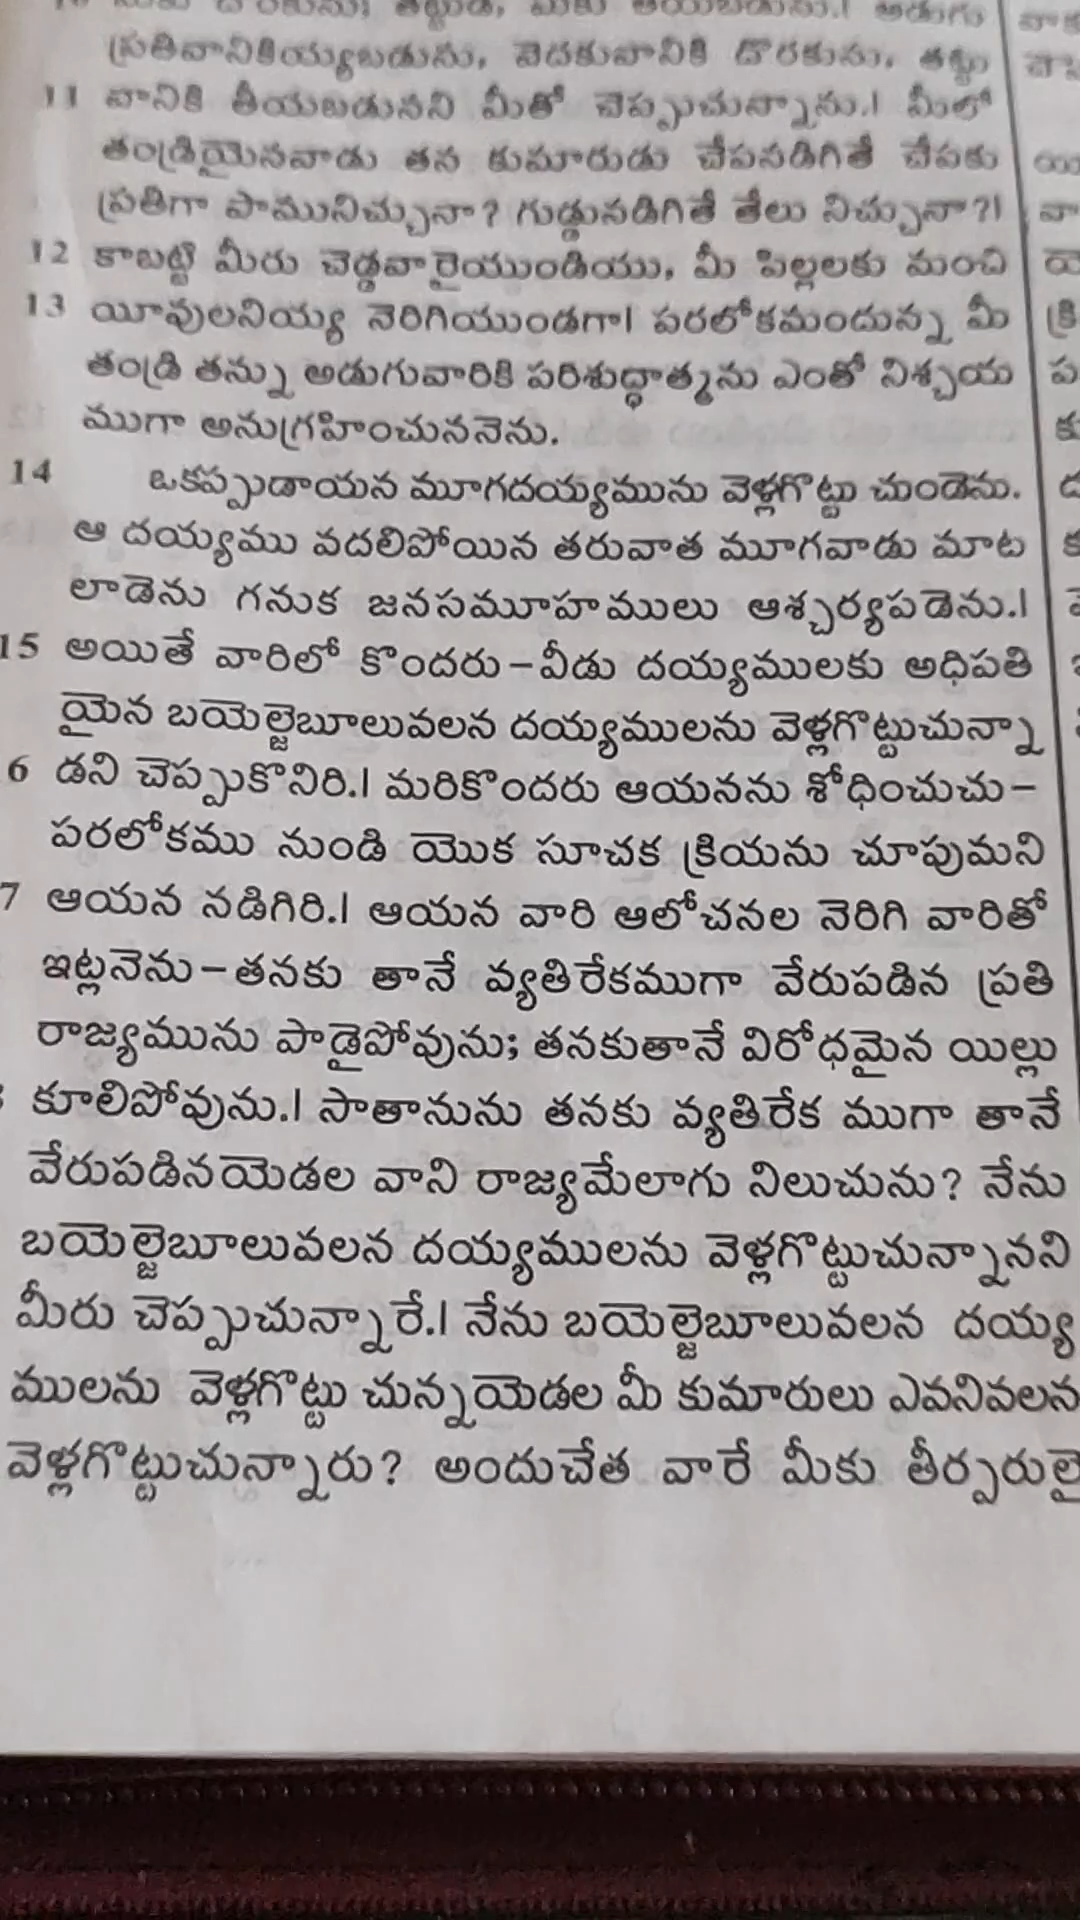 ప్రతివానికియ్యబడును, వెదకువానికి దొరకును, తట్టు
11 వానికి తీయబడునని మీతో చెప్పుచున్నాను.। మీలో
తండ్రియైనవాడు తన కుమారుడు చేపనడిగితే చేపకు
ప్రతిగా పామునిచ్చునా? గుడ్డునడిగితే తేలు నిచ్చునా?।
12 కాబట్టి మీరు చెడ్డవారైయుండియు, మీ పిల్లలకు మంచి
13 యీవులనియ్య నెరిగియుండగా। పరలోకమందున్న మీ
తండ్రి తన్ను అడుగువారికి పరిశుద్ధాత్మను ఎంతో నిశ్చయ
ముగా అనుగ్రహించుననెను.
14 ఒకప్పుడాయన మూగదయ్యమును వెళ్లగొట్టు చుండెను.
ఆ దయ్యము వదలిపోయిన తరువాత మూగవాడు మాట
లాడెను గనుక జనసమూహములు ఆశ్చర్యపడెను.।
15 అయితే వారిలో కొందరు–వీడు దయ్యములకు అధిపతి
యైన బయెల్జెబూలువలన దయ్యములను వెళ్లగొట్టుచున్నా
6 డని చెప్పుకొనిరి.। మరికొందరు ఆయనను శోధించుచు–
పరలోకము నుండి యొక సూచక క్రియను చూపుమని
7 ఆయన నడిగిరి.। ఆయన వారి ఆలోచనల నెరిగి వారితో
ఇట్లనెను–తనకు తానే వ్యతిరేకముగా వేరుపడిన ప్రతి
రాజ్యమును పాడైపోవును; తనకుతానే విరోధమైన యిల్లు
కూలిపోవును.। సాతానును తనకు వ్యతిరేక ముగా తానే
వేరుపడినయెడల వాని రాజ్యమేలాగు నిలుచును? నేను
బయెల్జెబూలువలన దయ్యములను వెళ్లగొట్టుచున్నానని
మీరు చెప్పుచున్నారే.। నేను బయెల్జెబూలువలన దయ్య
ములను వెళ్లగొట్టు చున్నయెడల మీ కుమారులు ఎవనివలన
వెళ్లగొట్టుచున్నారు? అందుచేత వారే మీకు తీర్పరులై